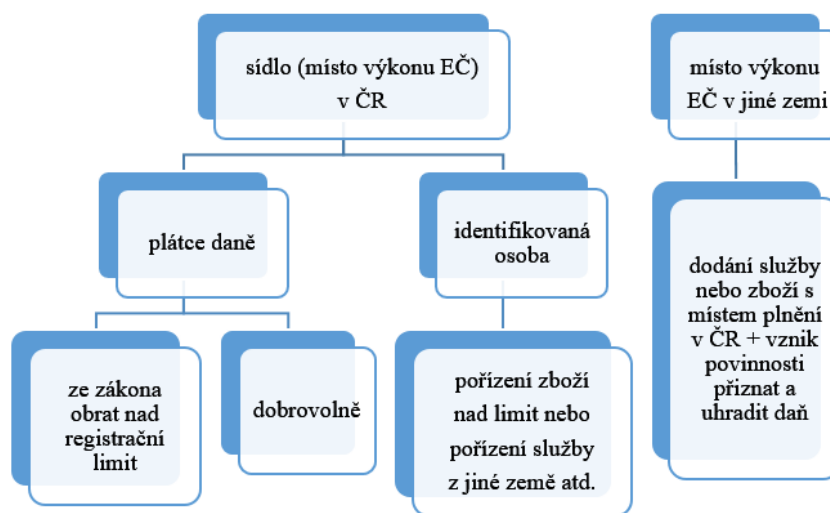 sídlo (místo výkonu EČ)
v ČR
místo výkonu
EČ v jiné zemi
plátce daně
identifikovaná
osoba
ze zákona
obrat nad
registrační
limit
dobrovolně
pořízení zboží
nad limit nebo
pořízení služby
z jiné země atd.
dodání služby
nebo zboží s
místem plnění
v ČR + vznik
povinnosti
přiznat a
uhradit daň